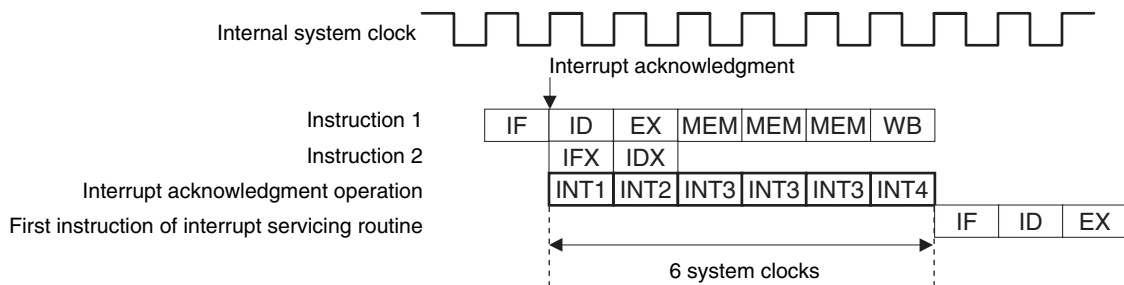 Internal system clock
Interrupt acknowledgment
Instruction 1 IF ID EX MEM MEM MEM WB
Instruction 2 IFX IDX
Interrupt acknowledgment operation INT1 INT2 INT3 INT3 INT3 INT4
First instruction of interrupt servicing routine IF ID EX
6 system clocks